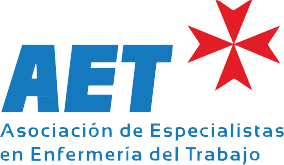 AET
Asociación de Especialistas
en Enfermería del Trabajo